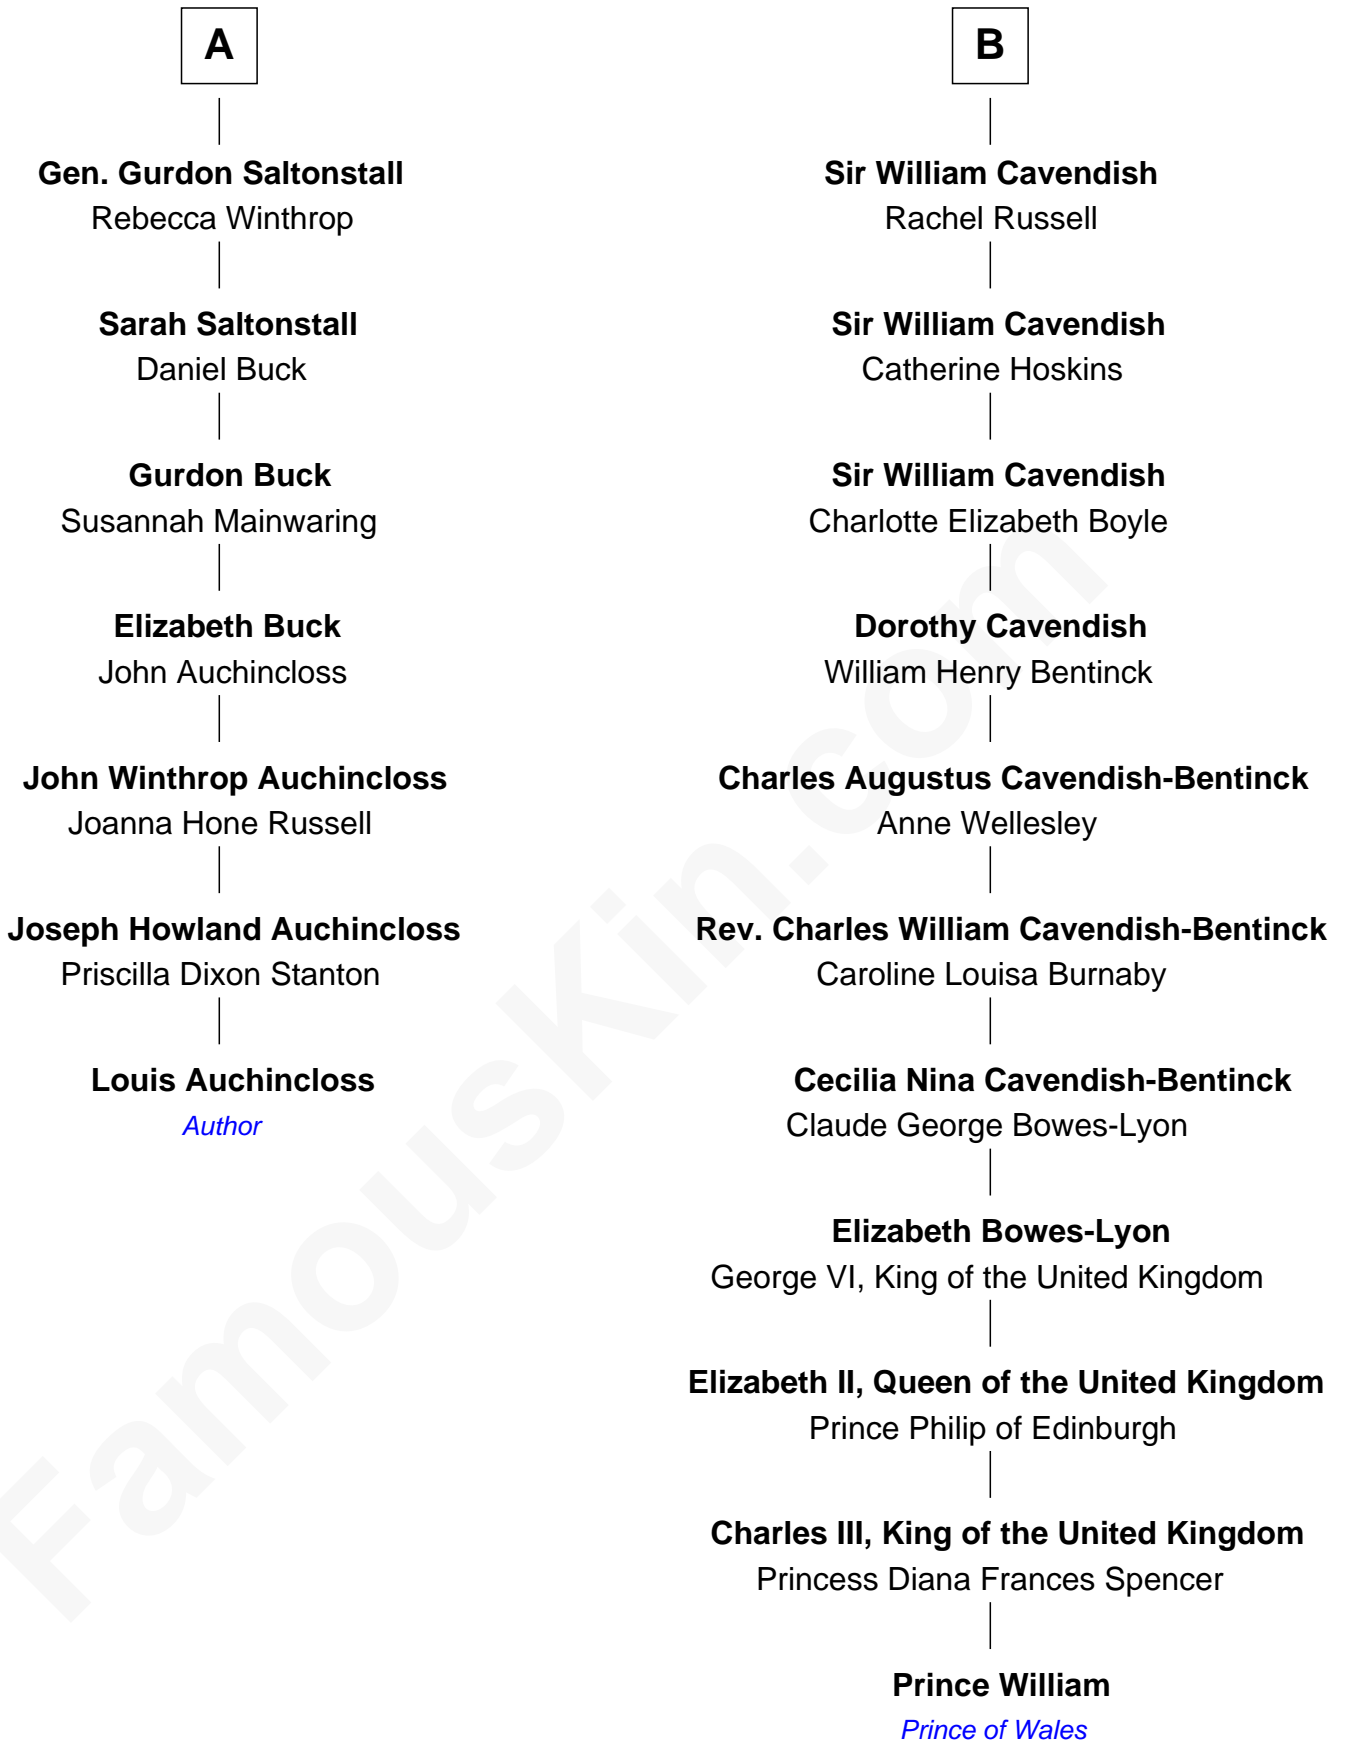 A
Gen. Gurdon Saltonstall
Rebecca Winthrop
Sarah Saltonstall
Daniel Buck
Gurdon Buck
Susannah Mainwaring
Elizabeth Buck
John Auchincloss
John Winthrop Auchincloss
Joanna Hone Russell
Joseph Howland Auchincloss
Priscilla Dixon Stanton
Louis Auchincloss
Author
B
Sir William Cavendish
Rachel Russell
Sir William Cavendish
Catherine Hoskins
Sir William Cavendish
Charlotte Elizabeth Boyle
Dorothy Cavendish
William Henry Bentinck
Charles Augustus Cavendish-Bentinck
Anne Wellesley
Rev. Charles William Cavendish-Bentinck
Caroline Louisa Burnaby
Cecilia Nina Cavendish-Bentinck
Claude George Bowes-Lyon
Elizabeth Bowes-Lyon
George VI, King of the United Kingdom
Elizabeth II, Queen of the United Kingdom
Prince Philip of Edinburgh
Charles III, King of the United Kingdom
Princess Diana Frances Spencer
Prince William
Prince of Wales
FamousKin.com